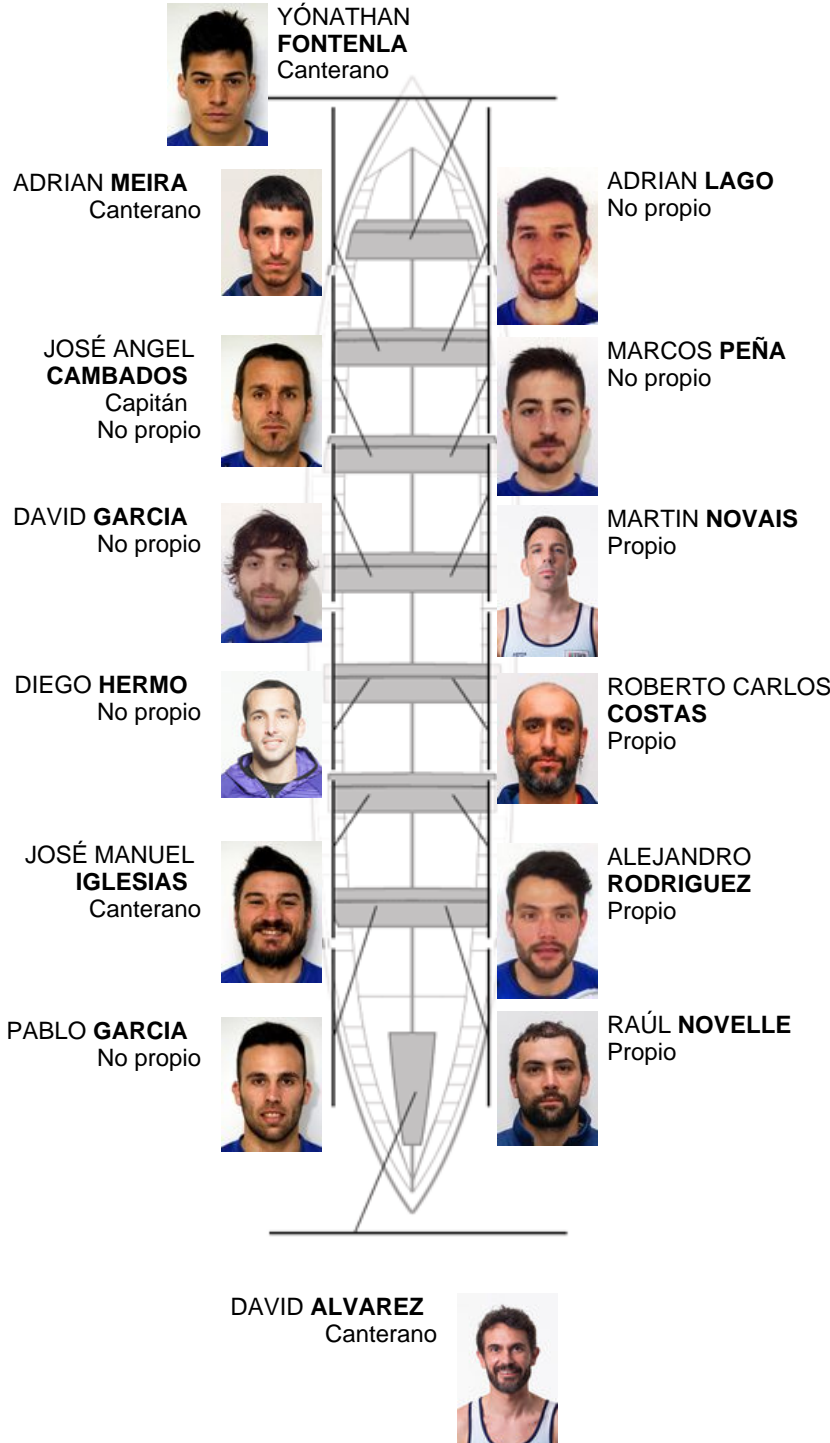 YÓNATHAN
FONTENLA
Canterano
ADRIAN MEIRA
Canterano
ADRIAN LAGO
No propio
JOSÉ ANGEL
CAMBADOS
Capitán
No propio
MARCOS PEÑA
No propio
DAVID GARCIA
No propio
MARTIN NOVAIS
Propio
DIEGO HERMO
No propio
ROBERTO CARLOS
COSTAS
Propio
JOSÉ MANUEL
IGLESIAS
Canterano
ALEJANDRO
RODRIGUEZ
Propio
PABLO GARCIA
No propio
RAÚL NOVELLE
Propio
DAVID ALVAREZ
Canterano